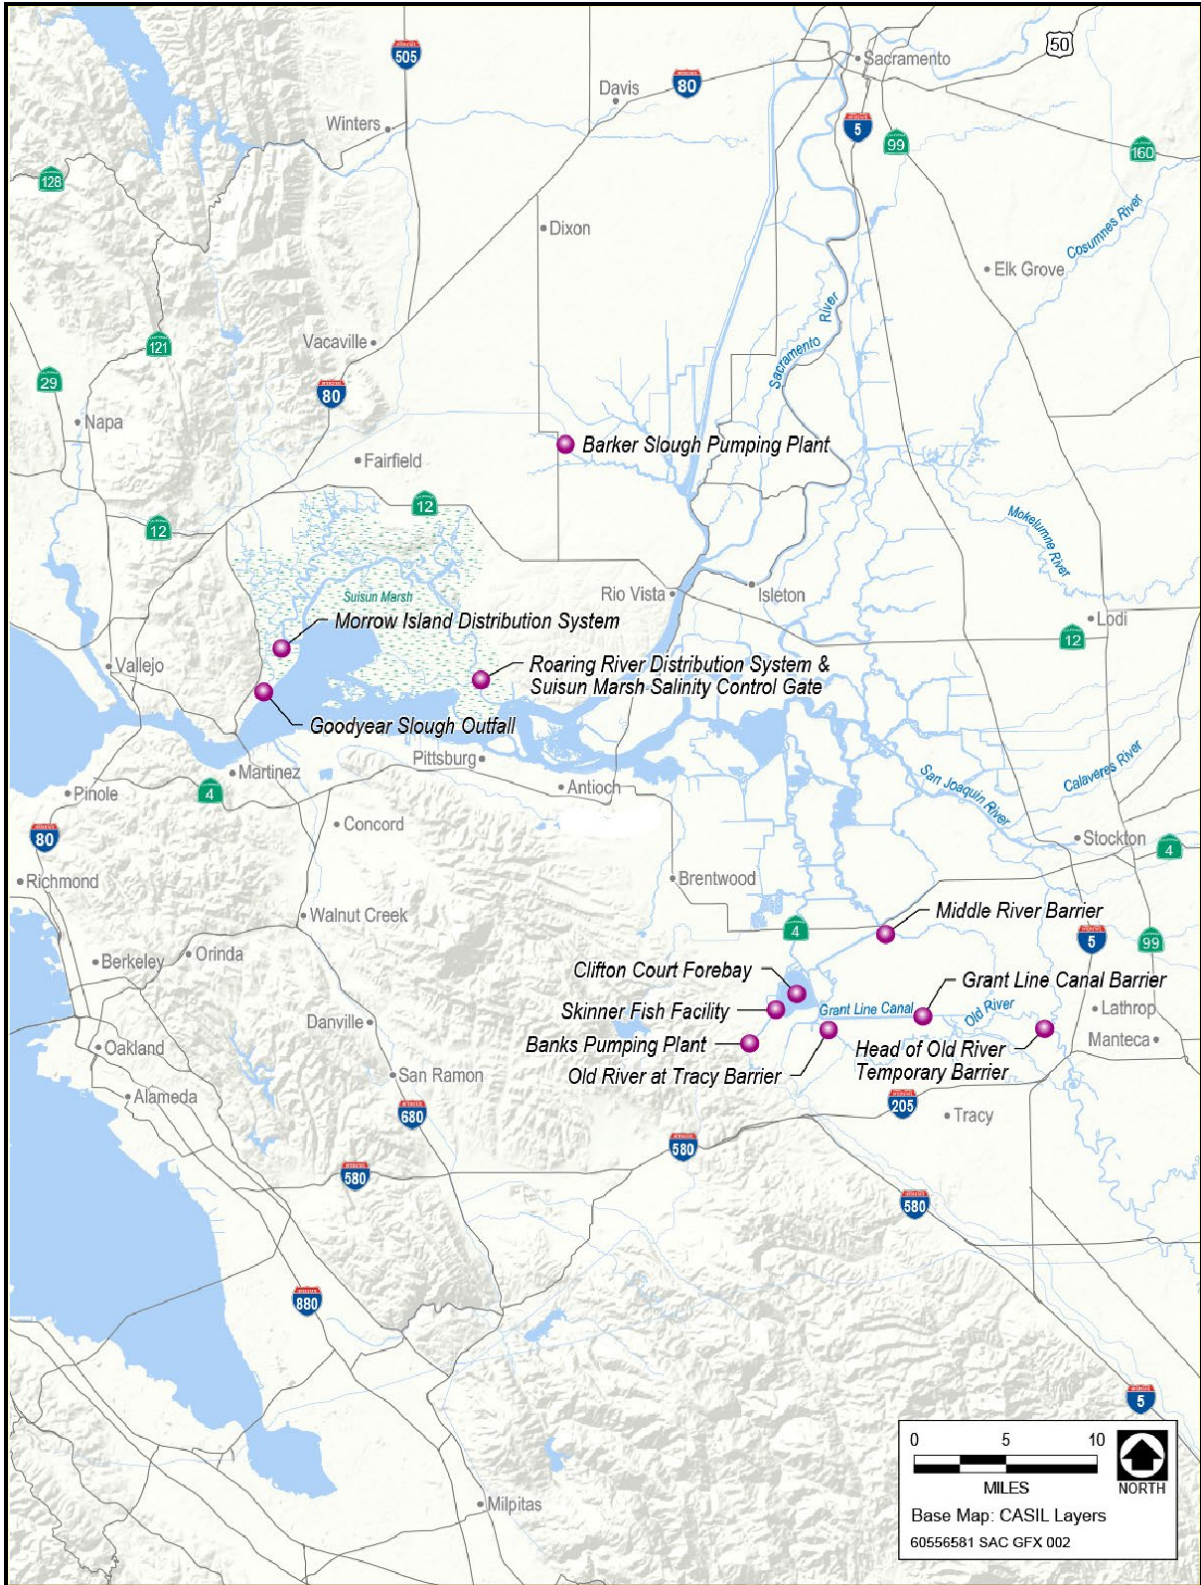 50
505
Sacramento
80
Davis
Winters
5
99
160
128
Cosumnes River
Dixon
Elk Grove
Sacramento River
121
Vacaville
29
80
Napa
Barker Slough Pumping Plant
Fairfield
12
12
Mokelumne River
Suisun Marsh
Rio Vista
Isleton
Morrow Island Distribution System
Lodi
12
Vallejo
Roaring River Distribution System &
Suisun Marsh Salinity Control Gate
Goodyear Slough Outfall
Pittsburg
Martinez
San Joaquin River
Calaveres River
4
Pinole
Antioch
Concord
80
Stockton
4
Richmond
Brentwood
Walnut Creek
Middle River Barrier
4
5
99
Orinda
Berkeley
Clifton Court Forebay
Grant Line Canal Barrier
Skinner Fish Facility
Grant Line Canal
Old River
Lathrop
Danville
Banks Pumping Plant
Head of Old River
Temporary Barrier
Manteca
Oakland
Old River at Tracy Barrier
San Ramon
Alameda
680
205
Tracy
580
580
580
880
5
0 5 10
MILES
NORTH
Base Map: CASIL Layers
60556581 SAC GFX 002
Milpitas